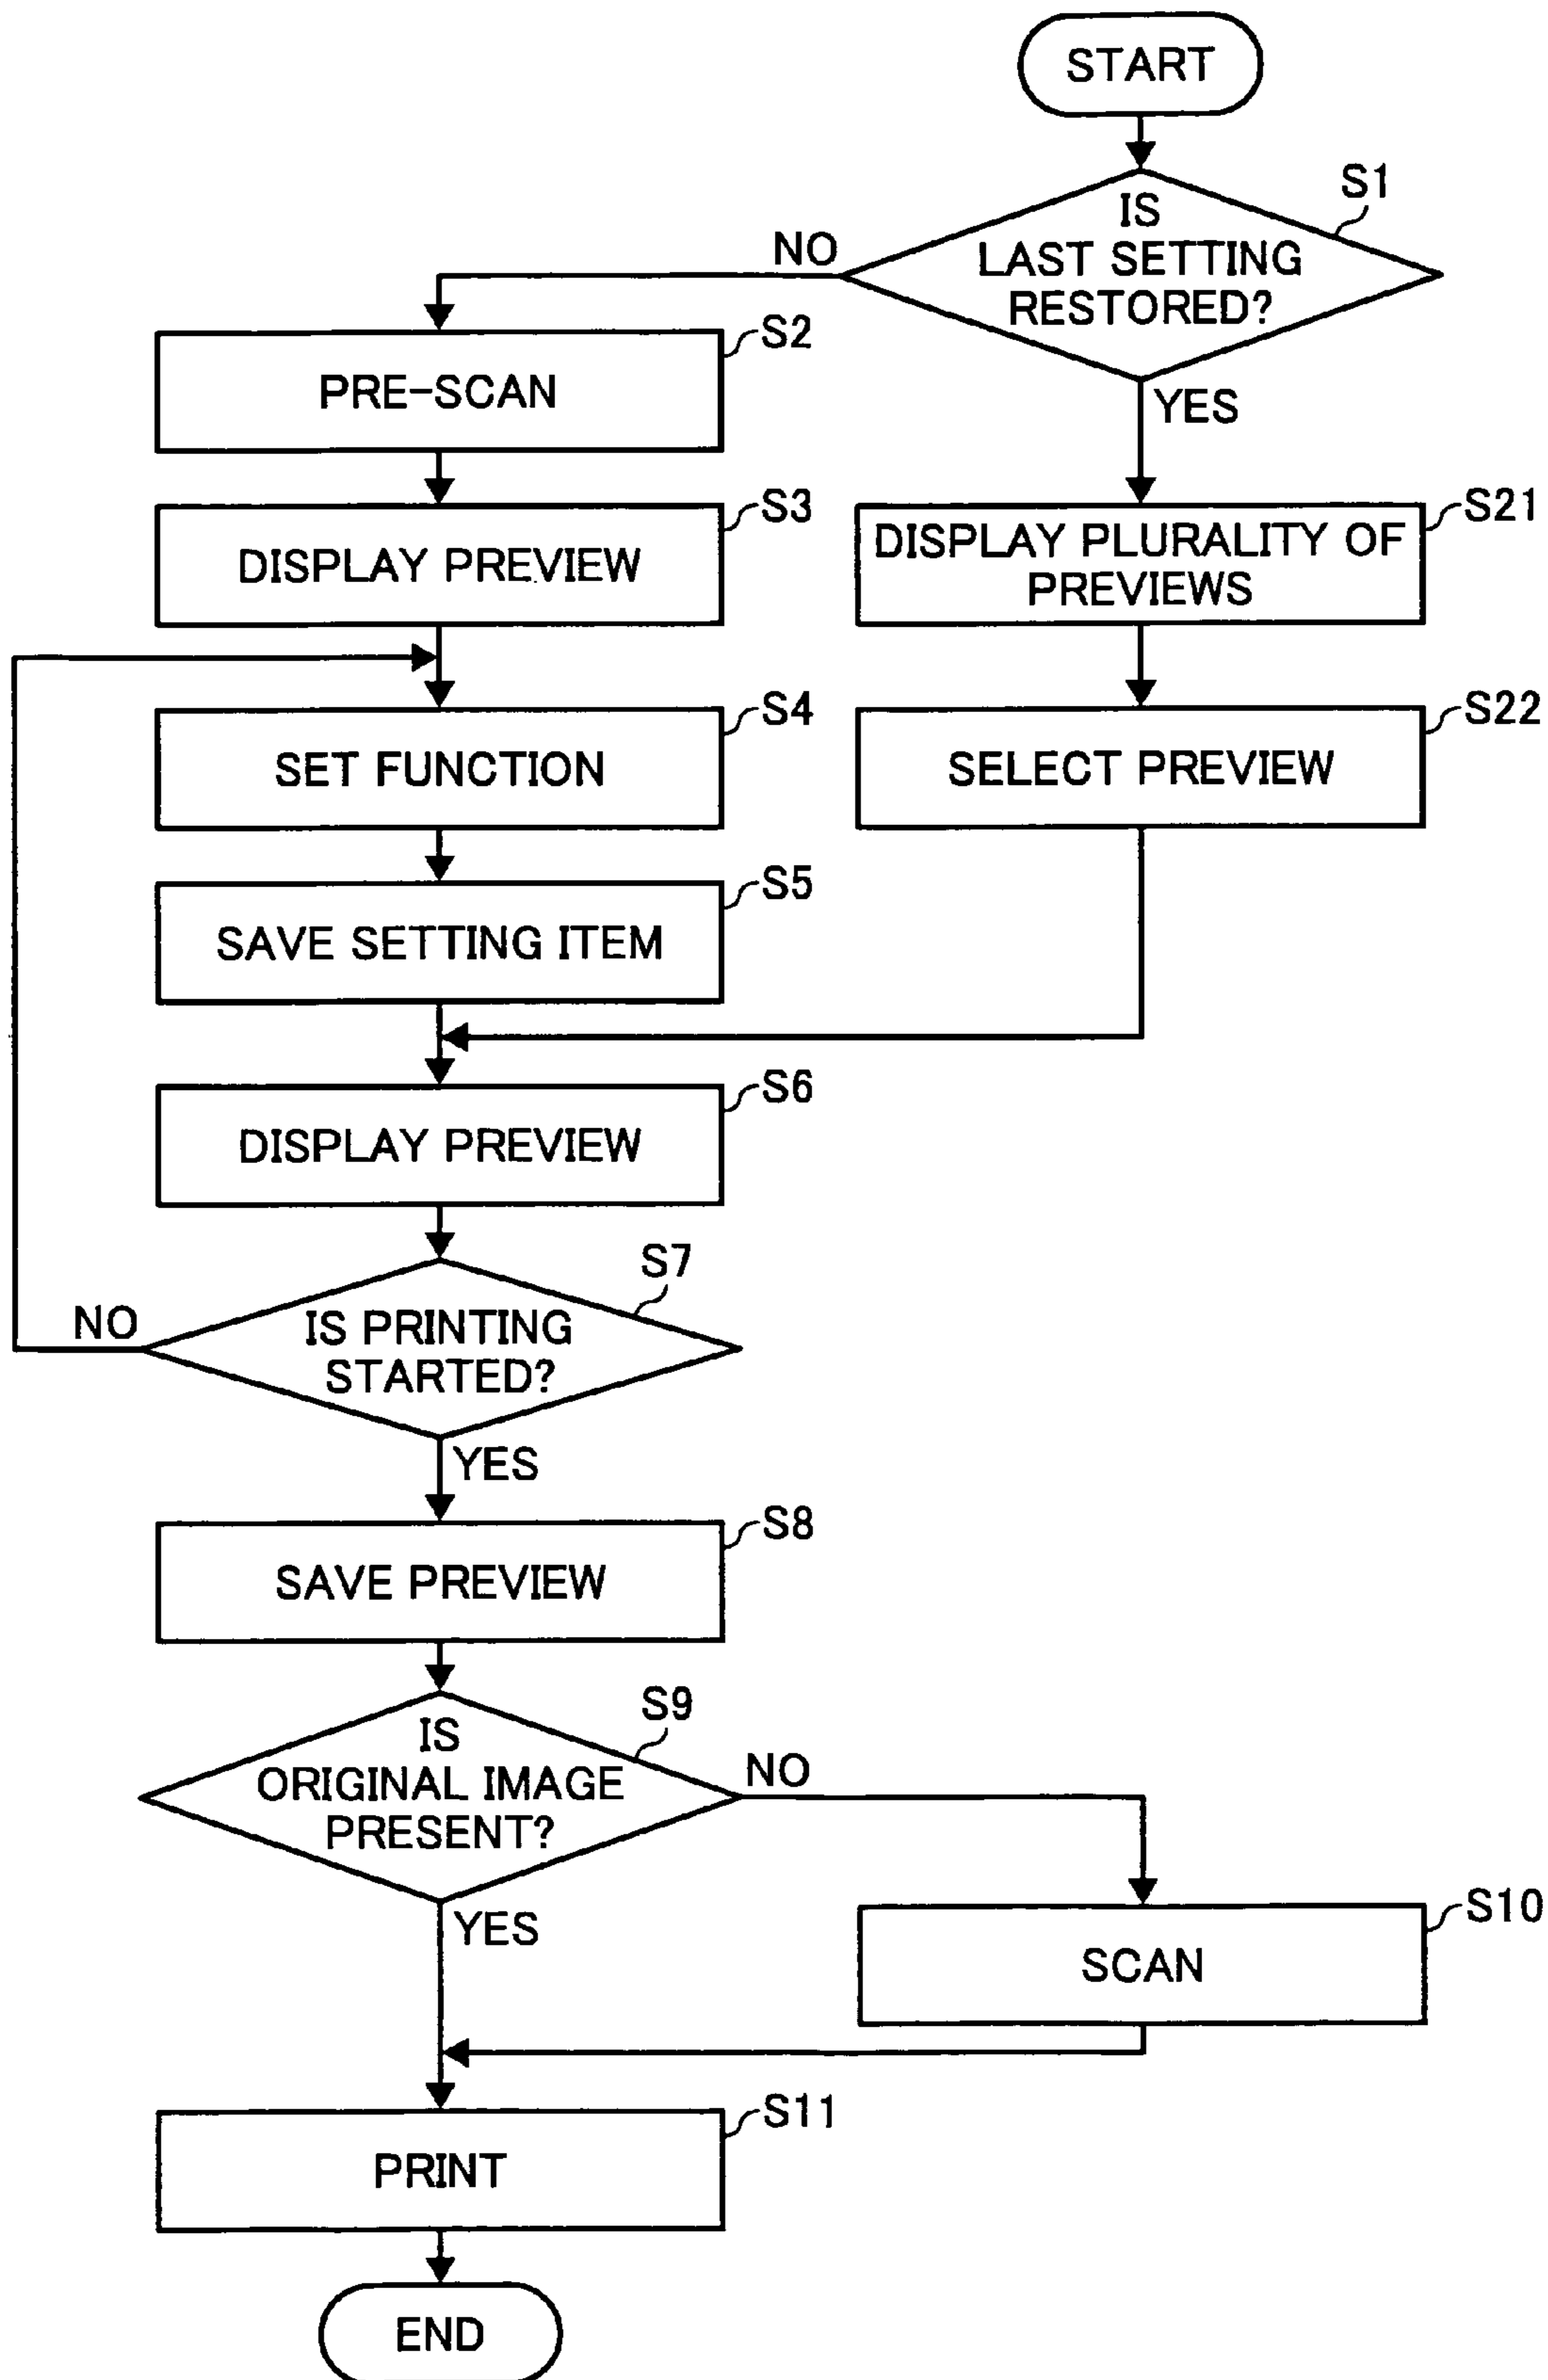 START
S1
IS
LAST SETTING
RESTORED?
NO
YES
S2
PRE-SCAN
S3
DISPLAY PREVIEW
S21
DISPLAY PLURALITY OF
PREVIEWS
S4
SET FUNCTION
S22
SELECT PREVIEW
S5
SAVE SETTING ITEM
S6
DISPLAY PREVIEW
S7
IS PRINTING
STARTED?
NO
YES
S8
SAVE PREVIEW
S9
IS
ORIGINAL IMAGE
PRESENT?
NO
YES
S10
SCAN
S11
PRINT
END